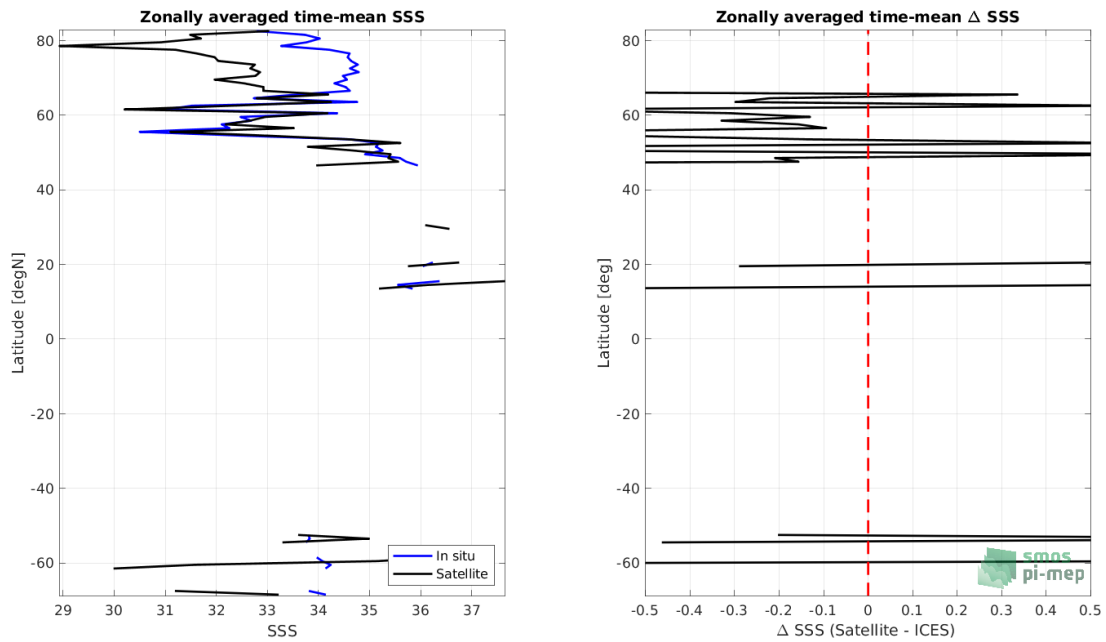 Zonally averaged time-mean SSS
80
60
40
20
0
-20
-40
-60
Latitude [degN]
29 30 31 32 33 34 35 36 37
SSS
In situ
Satellite
Zonally averaged time-mean Δ SSS
80
60
40
20
0
-20
-40
-60
Latitude [deg]
-0.5 -0.4 -0.3 -0.2 -0.1 0 0.1 0.2 0.3 0.4 0.5
Δ SSS (Satellite - ICES)
smos
pi-mep